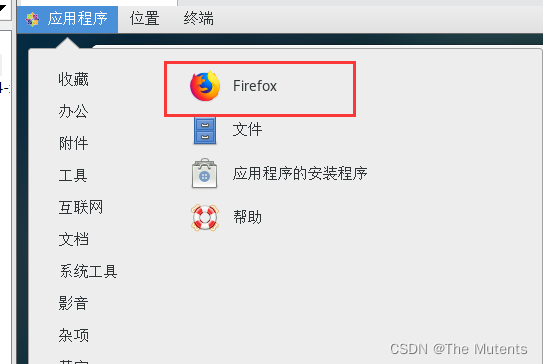 应用程序 位置 终端
收藏
办公
附件
工具
互联网
文档
系统工具
影音
杂项
Firefox
文件
应用程序的安装程序
帮助
CSDN @The Mutents